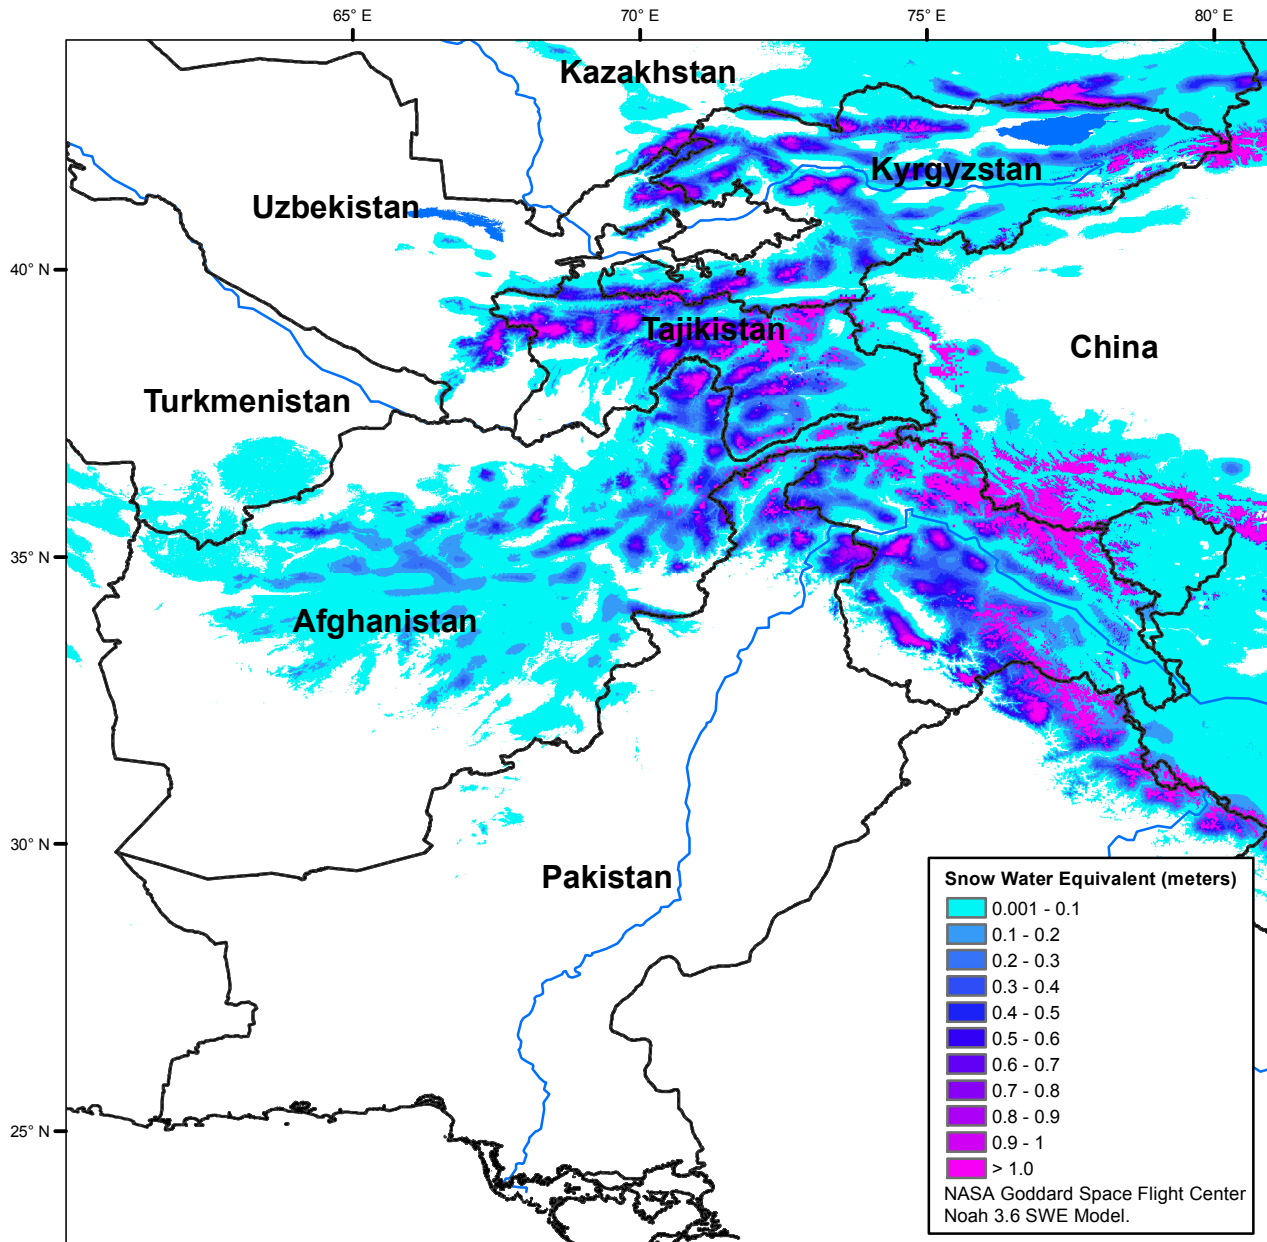 65° E
70° E
75° E
80° E
Kazakhstan
Kyrgyzstan
Uzbekistan
40° N
Tajikistan
China
Turkmenistan
35° N
Afghanistan
30° N
Pakistan
25° N
Snow Water Equivalent (meters)
0.001 - 0.1
0.1 - 0.2
0.2 - 0.3
0.3 - 0.4
0.4 - 0.5
0.5 - 0.6
0.6 - 0.7
0.7 - 0.8
0.8 - 0.9
0.9 - 1
> 1.0
NASA Goddard Space Flight Center
Noah 3.6 SWE Model.